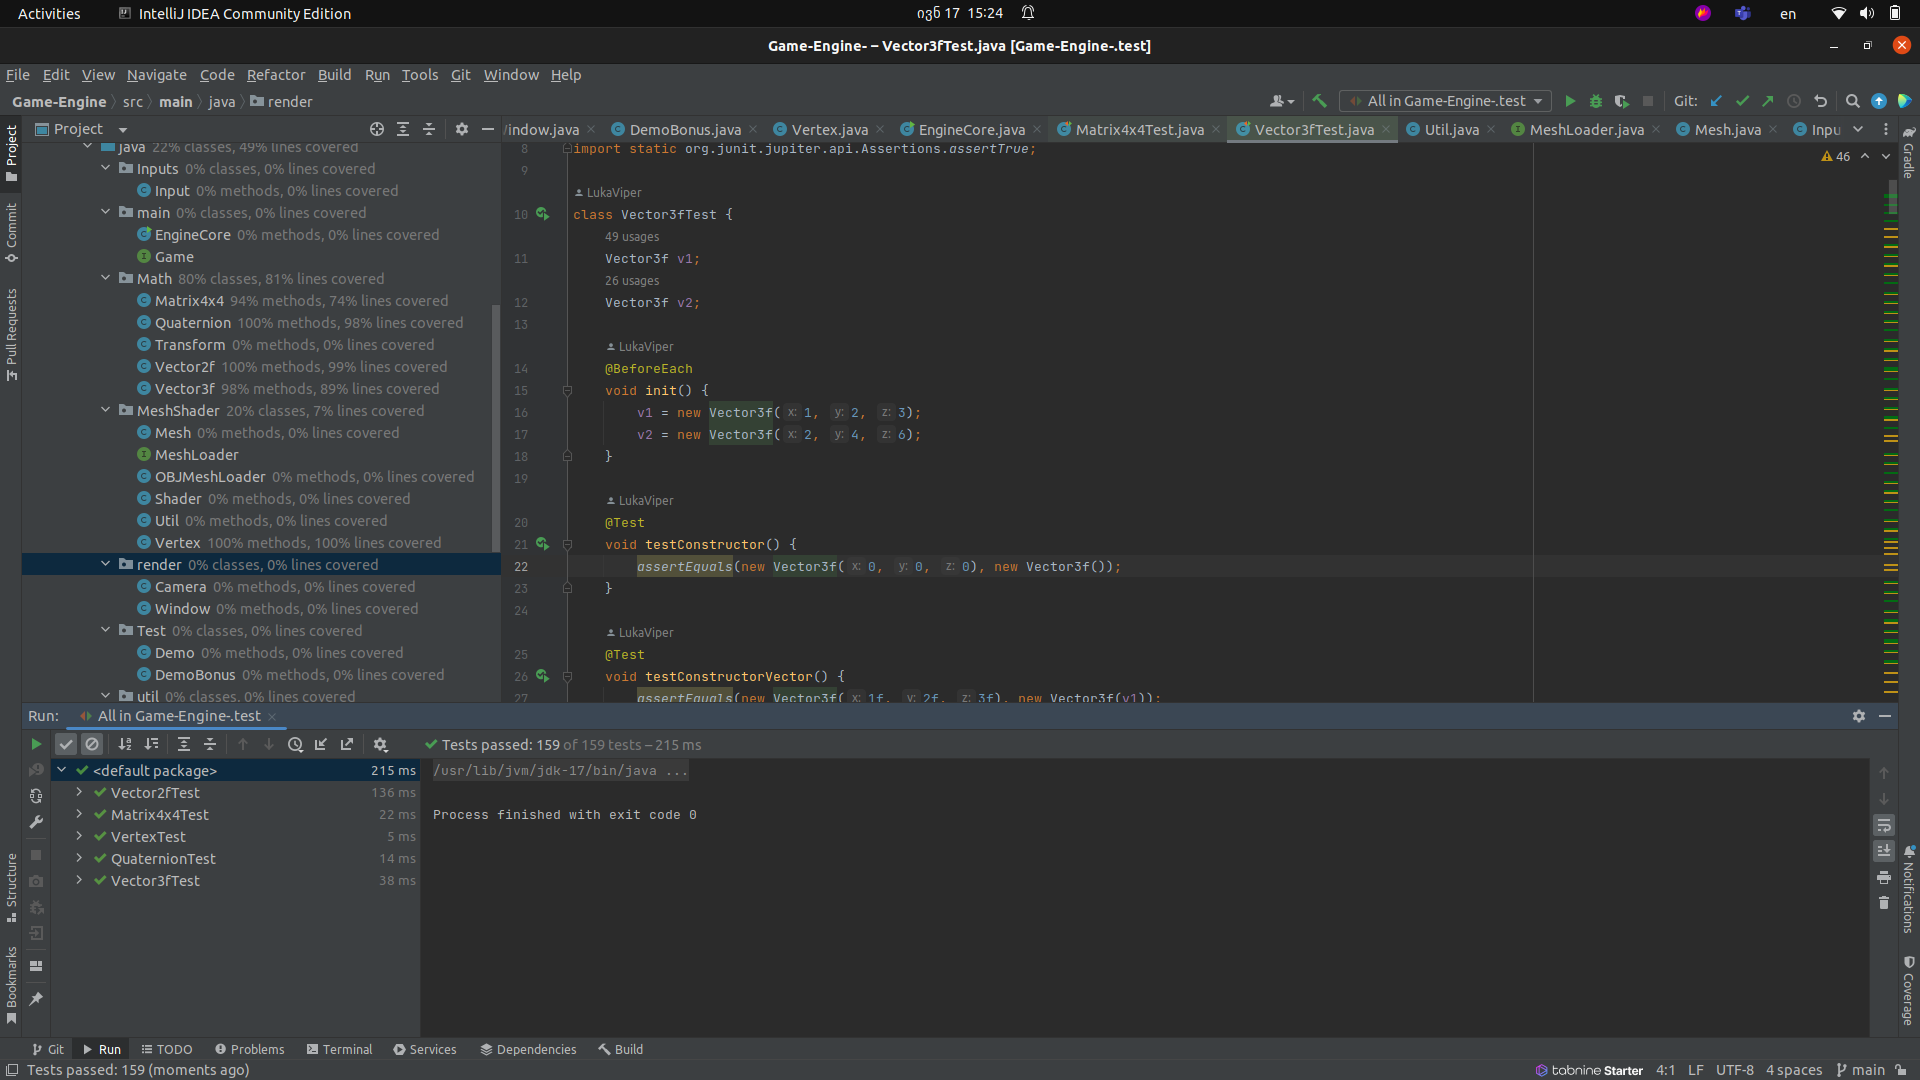 Activities
IntelliJ IDEA Community Edition
ივნ 17 15:24
en
Game-Engine- – Vector3fTest.java [Game-Engine-.test]
File Edit View Navigate Code Refactor Build Run Tools Git Window Help
Game-Engine src main java render
All in Game-Engine-.test
Git:
Project
indow.java DemoBonus.java Vertex.java EngineCore.java Matrix4x4Test.java Vector3fTest.java Util.java MeshLoader.java Mesh.java Inpu
Project
Commit
Pull Requests
Structure
Bookmarks
java 22% classes, 49% lines covered
Inputs 0% classes, 0% lines covered
Input 0% methods, 0% lines covered
main 0% classes, 0% lines covered
EngineCore 0% methods, 0% lines covered
Game
Math 80% classes, 81% lines covered
Matrix4x4 94% methods, 74% lines covered
Quaternion 100% methods, 98% lines covered
Transform 0% methods, 0% lines covered
Vector2f 100% methods, 99% lines covered
Vector3f 98% methods, 89% lines covered
MeshShader 20% classes, 7% lines covered
Mesh 0% methods, 0% lines covered
MeshLoader
OBJMeshLoader 0% methods, 0% lines covered
Shader 0% methods, 0% lines covered
Util 0% methods, 0% lines covered
Vertex 100% methods, 100% lines covered
render 0% classes, 0% lines covered
Camera 0% methods, 0% lines covered
Window 0% methods, 0% lines covered
Test 0% classes, 0% lines covered
Demo 0% methods, 0% lines covered
DemoBonus 0% methods, 0% lines covered
util 0% classes, 0% lines covered
8 import static org.junit.jupiter.api.Assertions.assertTrue;
9
LukaViper
10 class Vector3fTest {
49 usages
11 Vector3f v1;
26 usages
12 Vector3f v2;
13
LukaViper
14 @BeforeEach
15 void init() {
16 v1 = new Vector3f( x: 1, y: 2, z: 3);
17 v2 = new Vector3f( x: 2, y: 4, z: 6);
18 }
19
LukaViper
20 @Test
21 void testConstructor() {
22 assertEquals(new Vector3f( x: 0, y: 0, z: 0), new Vector3f());
23 }
24
LukaViper
25 @Test
26 void testConstructorVector() {
27 assertEquals(new Vector3f( x: 1f, y: 2f, z: 3f), new Vector3f(v1));
46
Gradle
Notifications
Coverage
Run: All in Game-Engine-.test
Tests passed: 159 of 159 tests – 215 ms
<default package> 215 ms
Vector2fTest 136 ms
Matrix4x4Test 22 ms
VertexTest 5 ms
QuaternionTest 14 ms
Vector3fTest 38 ms
/usr/lib/jvm/jdk-17/bin/java ...
Process finished with exit code 0
Git Run TODO Problems Terminal Services Dependencies Build
Tests passed: 159 (moments ago)
tabnine Starter 4:1 LF UTF-8 4 spaces main